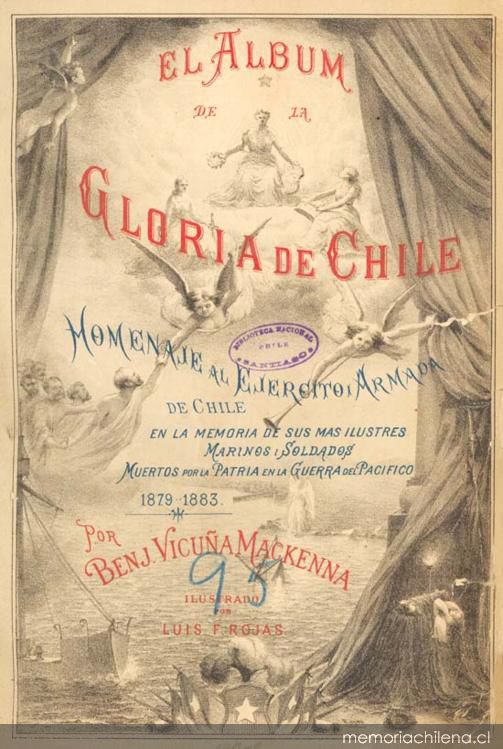 EL ALBUM
DE LA
GLORIA DE CHILE
HOMENAJE AL EJERCITO I ARMADA
DE CHILE
EN LA MEMORIA DE SUS MAS ILUSTRES
MARINOS I SOLDADOS
MUERTOS POR LA PATRIA EN LA GUERRA DEL PACIFICO
1879-1883.
POR
BENJ. VICUÑA MACKENNA
95
ILUSTRADO
POR
LUIS F. ROJAS
BIBLIOTECA NACIONAL
CHILE
SANTIAGO
memoriachilena.cl